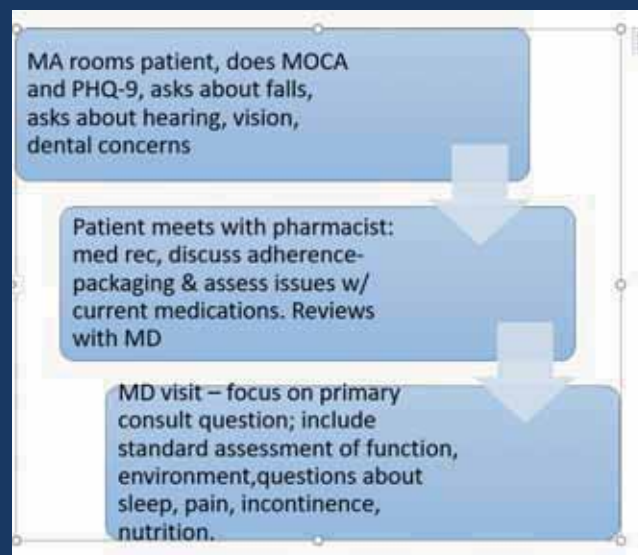 MA rooms patient, does MOCA
and PHQ-9, asks about falls,
asks about hearing, vision,
dental concerns
Patient meets with pharmacist:
med rec, discuss adherence-
packaging & assess issues w/
current medications. Reviews
with MD
MD visit – focus on primary
consult question; include
standard assessment of function,
environment,questions about
sleep, pain, incontinence,
nutrition.